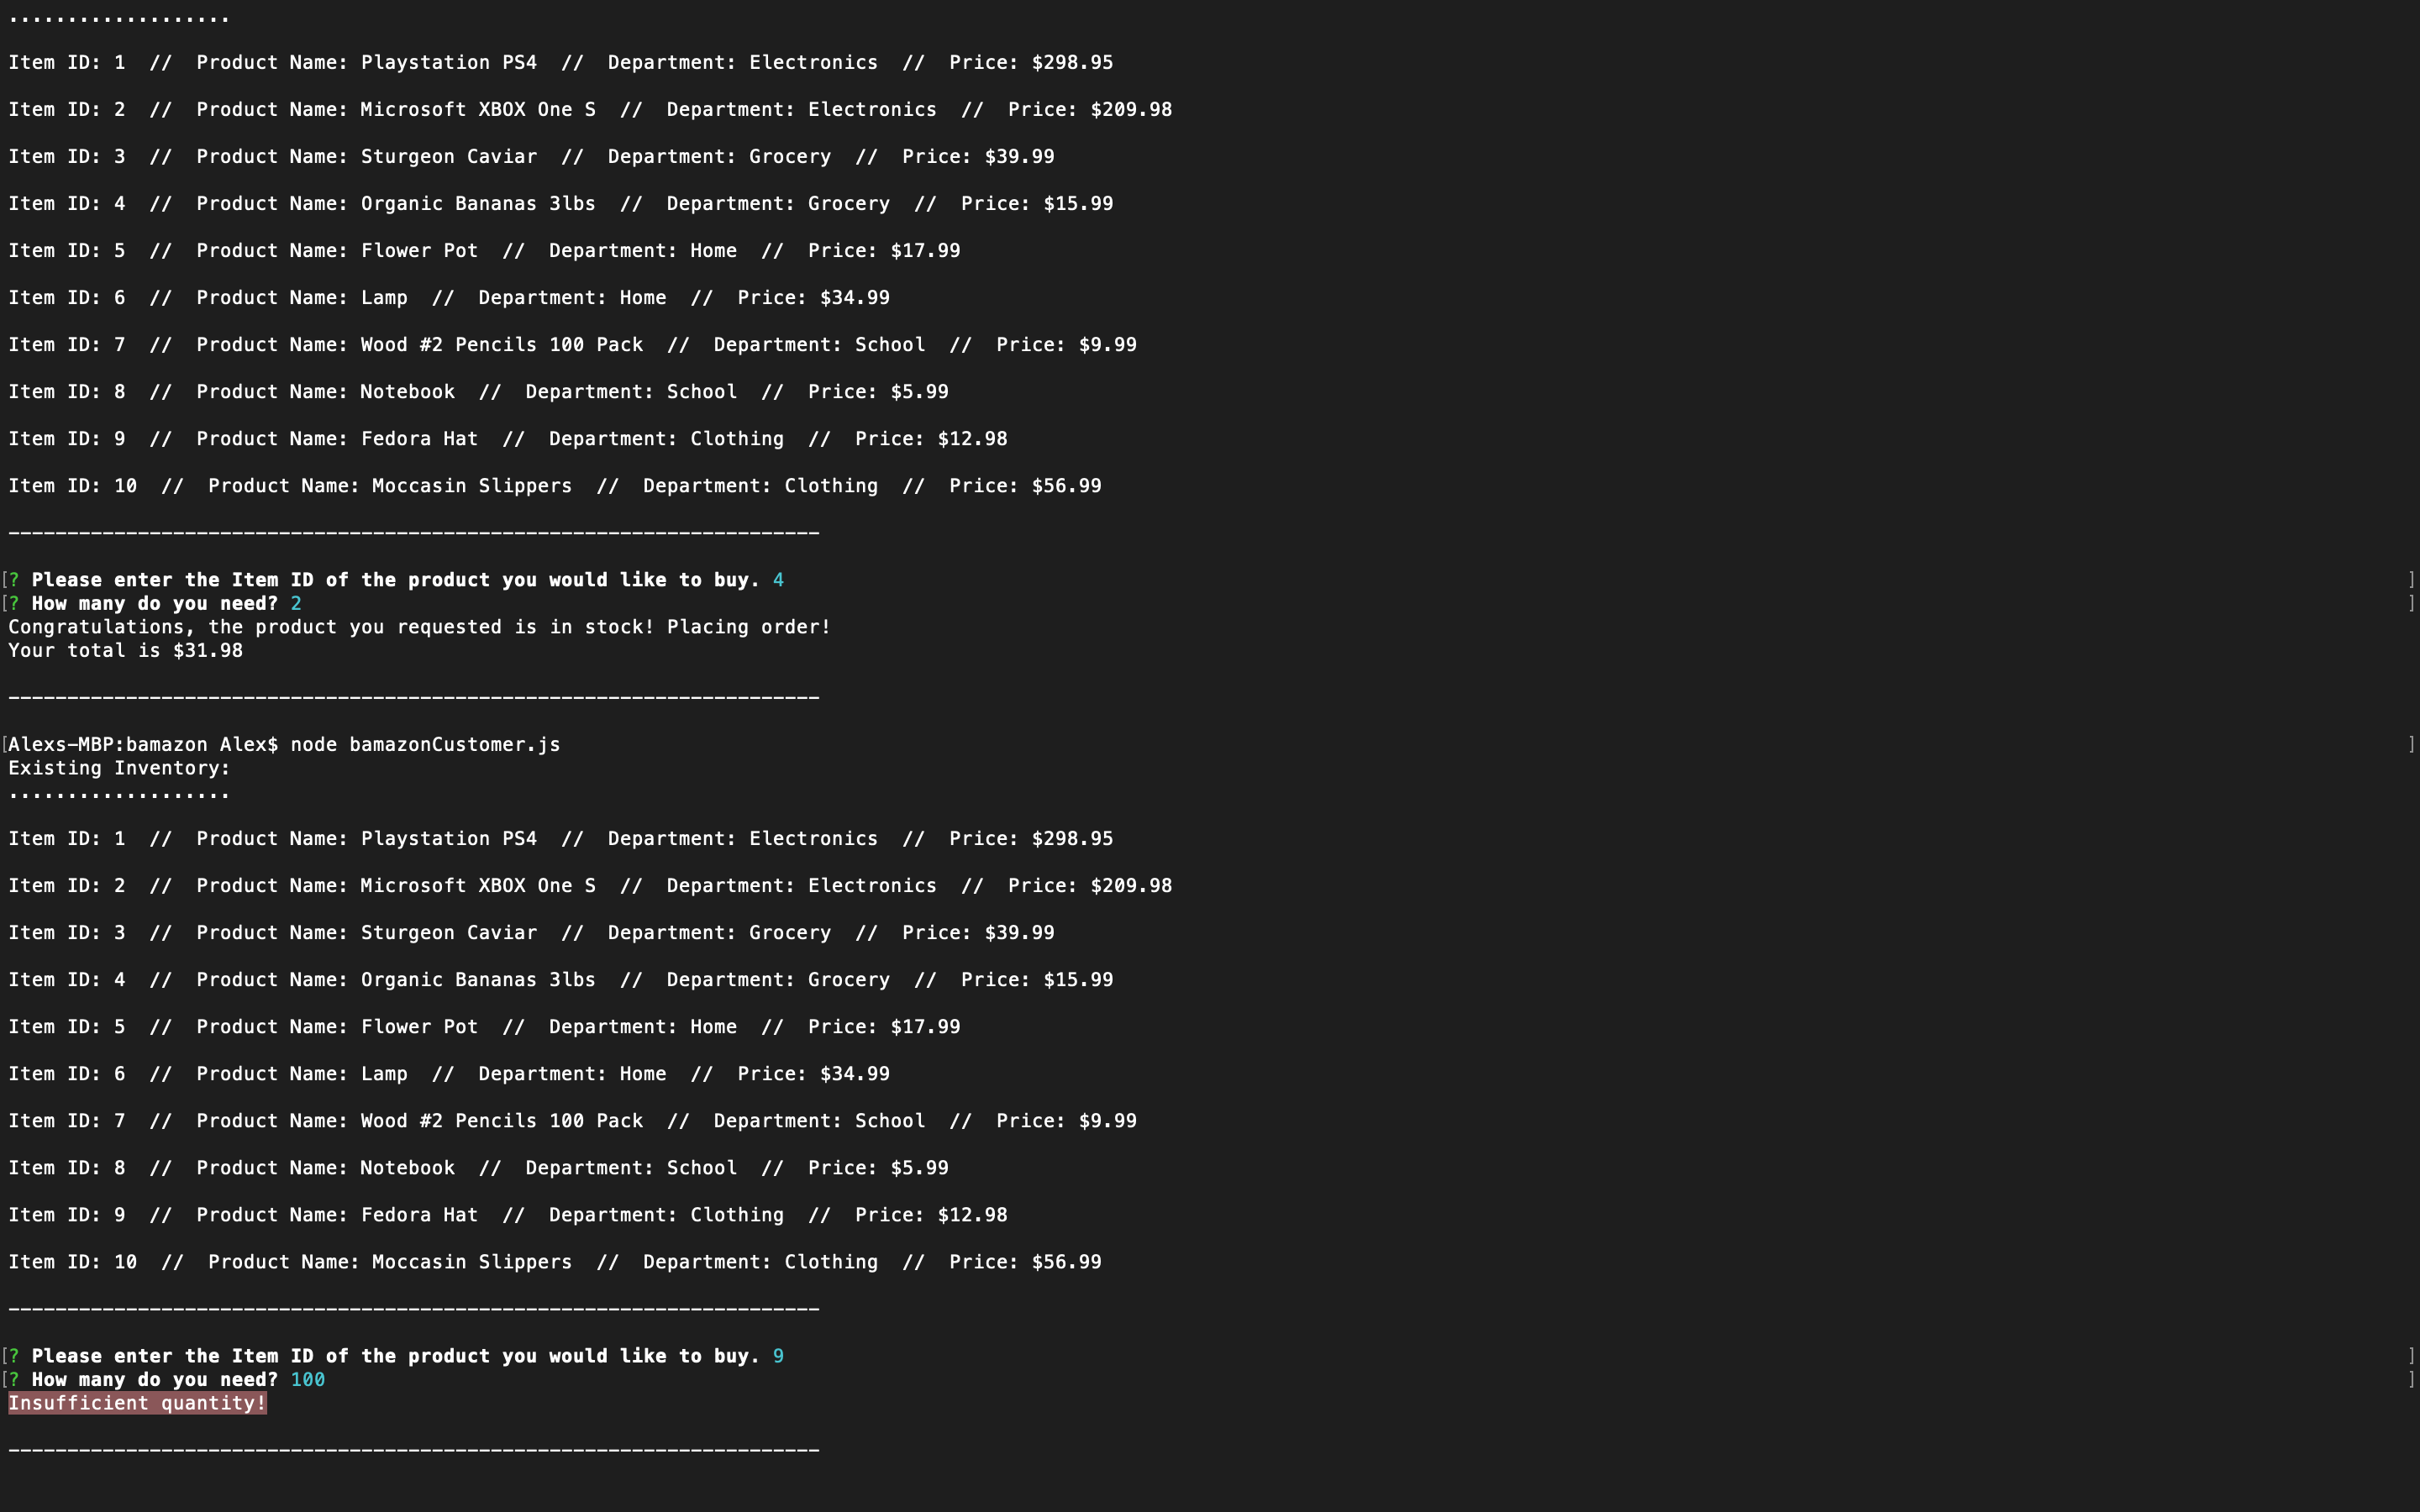 ...................
Item ID: 1  //  Product Name: Playstation PS4  //  Department: Electronics  //  Price: $298.95
Item ID: 2  //  Product Name: Microsoft XBOX One S  //  Department: Electronics  //  Price: $209.98
Item ID: 3  //  Product Name: Sturgeon Caviar  //  Department: Grocery  //  Price: $39.99
Item ID: 4  //  Product Name: Organic Bananas 3lbs  //  Department: Grocery  //  Price: $15.99
Item ID: 5  //  Product Name: Flower Pot  //  Department: Home  //  Price: $17.99
Item ID: 6  //  Product Name: Lamp  //  Department: Home  //  Price: $34.99
Item ID: 7  //  Product Name: Wood #2 Pencils 100 Pack  //  Department: School  //  Price: $9.99
Item ID: 8  //  Product Name: Notebook  //  Department: School  //  Price: $5.99
Item ID: 9  //  Product Name: Fedora Hat  //  Department: Clothing  //  Price: $12.98
Item ID: 10  //  Product Name: Moccasin Slippers  //  Department: Clothing  //  Price: $56.99
---------------------------------------------------------------------
[? Please enter the Item ID of the product you would like to buy. 4 ]
[? How many do you need? 2 ]
Congratulations, the product you requested is in stock! Placing order!
Your total is $31.98
---------------------------------------------------------------------
[Alexs-MBP:bamazon Alex$ node bamazonCustomer.js ]
Existing Inventory:
...................
Item ID: 1  //  Product Name: Playstation PS4  //  Department: Electronics  //  Price: $298.95
Item ID: 2  //  Product Name: Microsoft XBOX One S  //  Department: Electronics  //  Price: $209.98
Item ID: 3  //  Product Name: Sturgeon Caviar  //  Department: Grocery  //  Price: $39.99
Item ID: 4  //  Product Name: Organic Bananas 3lbs  //  Department: Grocery  //  Price: $15.99
Item ID: 5  //  Product Name: Flower Pot  //  Department: Home  //  Price: $17.99
Item ID: 6  //  Product Name: Lamp  //  Department: Home  //  Price: $34.99
Item ID: 7  //  Product Name: Wood #2 Pencils 100 Pack  //  Department: School  //  Price: $9.99
Item ID: 8  //  Product Name: Notebook  //  Department: School  //  Price: $5.99
Item ID: 9  //  Product Name: Fedora Hat  //  Department: Clothing  //  Price: $12.98
Item ID: 10  //  Product Name: Moccasin Slippers  //  Department: Clothing  //  Price: $56.99
---------------------------------------------------------------------
[? Please enter the Item ID of the product you would like to buy. 9 ]
[? How many do you need? 100 ]
Insufficient quantity!
---------------------------------------------------------------------